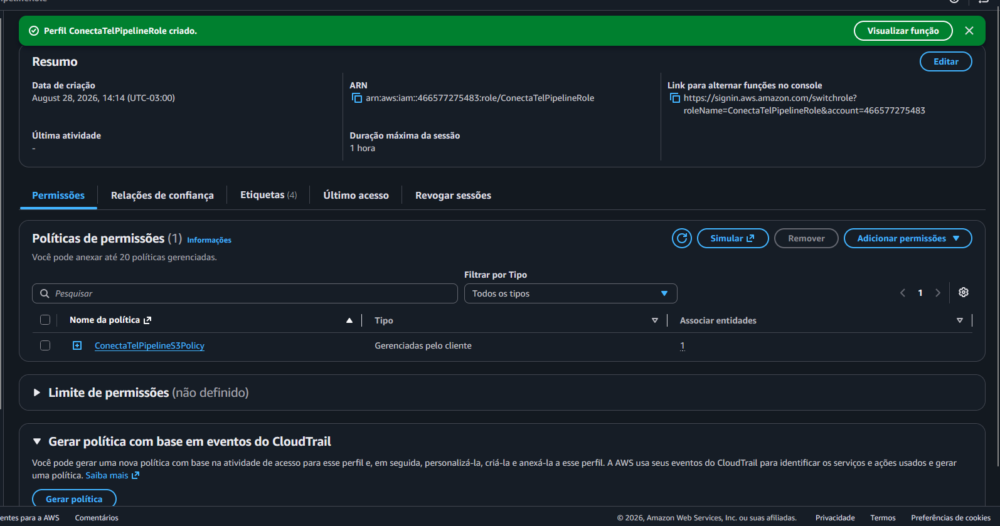 Perfil ConectaTelPipelineRole criado.
Visualizar função
Resumo
Editar
Data de criação
August 28, 2026, 14:14 (UTC-03:00)
ARN
arn:aws:iam::466577275483:role/ConectaTelPipelineRole
Link para alternar funções no console
https://signin.aws.amazon.com/switchrole?
roleName=ConectaTelPipelineRole&account=466577275483
Última atividade
-
Duração máxima da sessão
1 hora
Permissões
Relações de confiança
Etiquetas (4)
Último acesso
Revogar sessões
Políticas de permissões (1) Informações
Você pode anexar até 20 políticas gerenciadas.
Simular
Remover
Adicionar permissões
Filtrar por Tipo
Pesquisar
Todos os tipos
1
Nome da política
Tipo
Associar entidades
ConectaTelPipelineS3Policy
Gerenciadas pelo cliente
1
Limite de permissões (não definido)
Gerar política com base em eventos do CloudTrail
Você pode gerar uma nova política com base na atividade de acesso para esse perfil e, em seguida, personalizá-la, criá-la e anexá-la a esse perfil. A AWS usa seus eventos do CloudTrail para identificar os serviços e ações usados e gerar
uma política. Saiba mais
Gerar política
entes para a AWS
Comentários
© 2026, Amazon Web Services, Inc. ou suas afiliadas.
Privacidade
Termos
Preferências de cookies